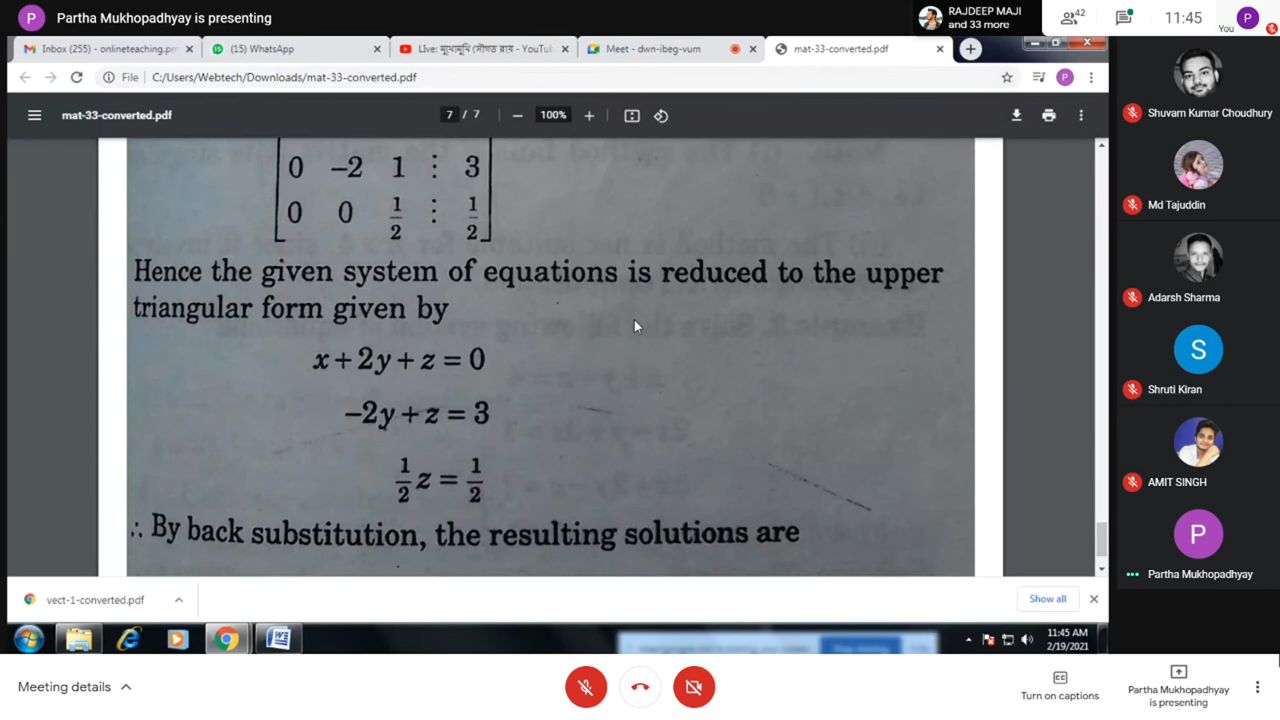 P Partha Mukhopadhyay is presenting
RAJDEEP MAJI
and 33 more
42
11:45
P
You
Inbox (255) - onlineteaching.pm
(15) WhatsApp
Live: মুখোমুখি সৌগত রায় - YouTu
Meet - dwn-ibeg-vum
mat-33-converted.pdf
File | C:/Users/Webtech/Downloads/mat-33-converted.pdf
P
mat-33-converted.pdf
7 / 7
100%
0 -2 1 ⋮ 3
0 0 1/2 ⋮ 1/2
Hence the given system of equations is reduced to the upper
triangular form given by
x + 2y + z = 0
-2y + z = 3
1/2 z = 1/2
∴ By back substitution, the resulting solutions are
vect-1-converted.pdf
Show all
11:45 AM
2/19/2021
Shuvam Kumar Choudhury
Md Tajuddin
Adarsh Sharma
S
Shruti Kiran
AMIT SINGH
P
Partha Mukhopadhyay
Meeting details
Turn on captions
Partha Mukhopadhyay
is presenting